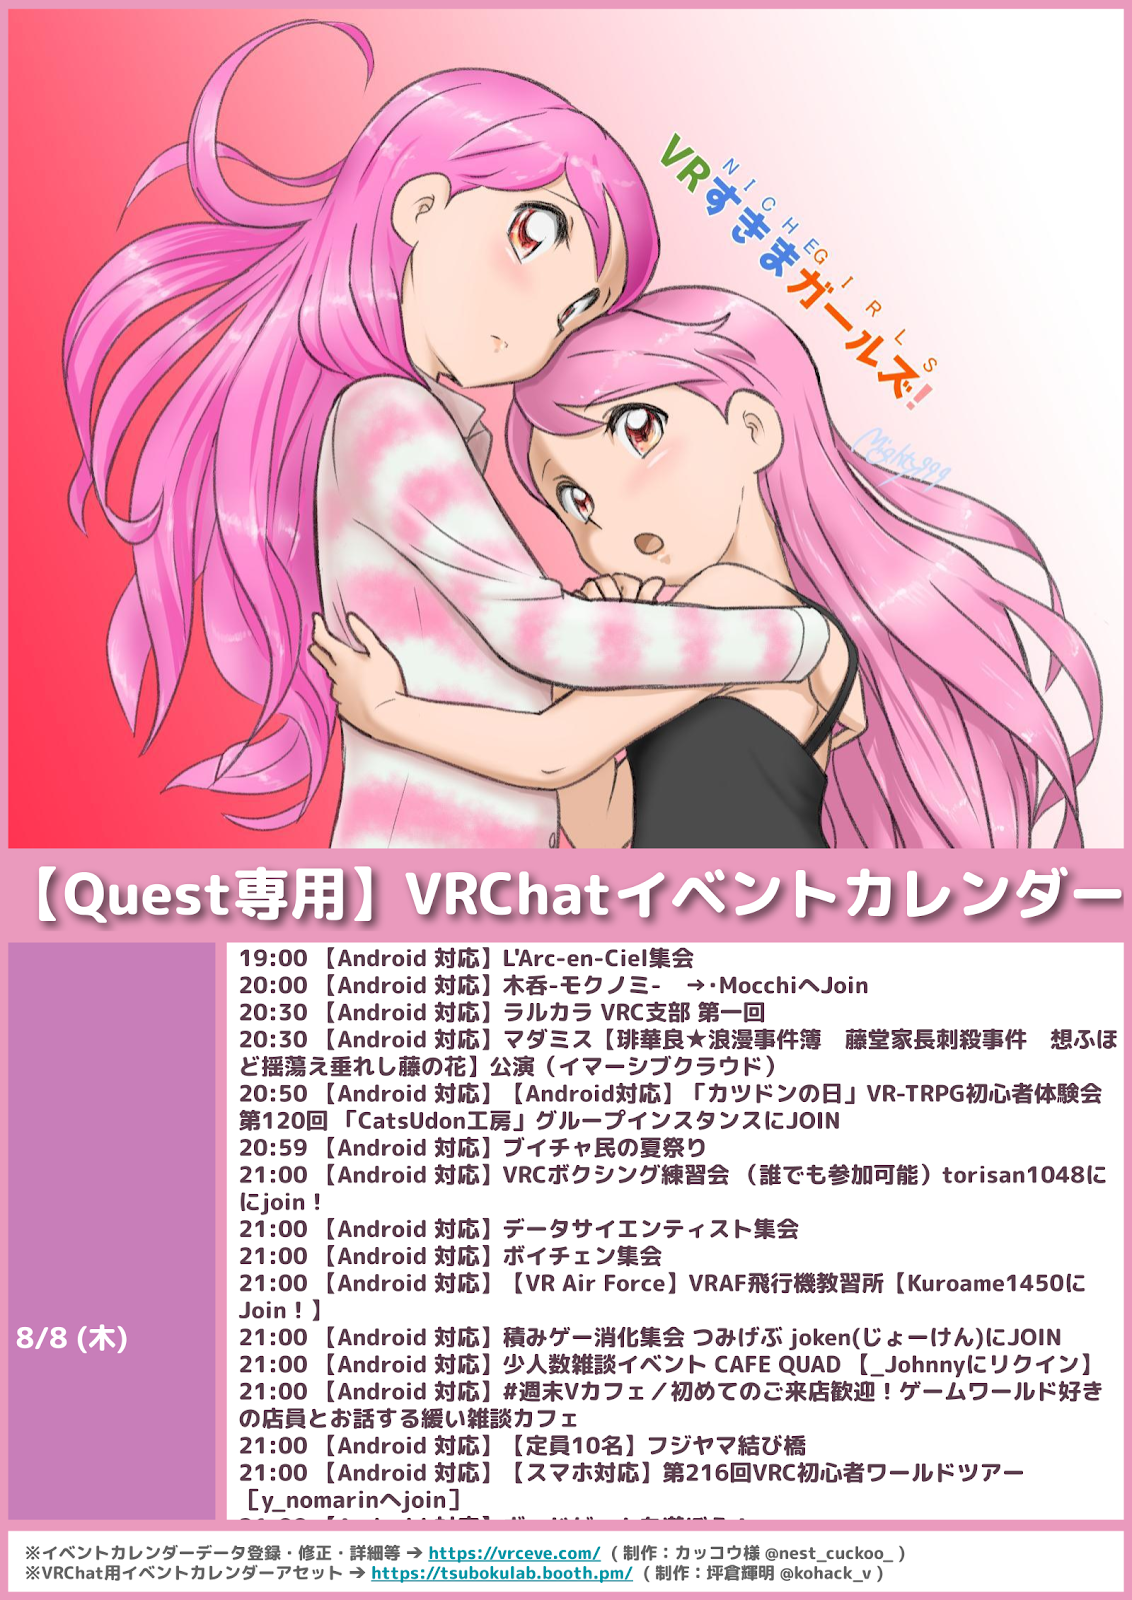 NICHE GIRLS
VRすきまガールズ!
Mighty999
【Quest専用】VRChatイベントカレンダー
8/8 (木)
19:00 【Android 対応】L'Arc-en-Ciel集会
20:00 【Android 対応】木呑-モクノミ-　→･MocchiへJoin
20:30 【Android 対応】ラルカラ VRC支部 第一回
20:30 【Android 対応】マダミス【琲華良★浪漫事件簿　藤堂家長刺殺事件　想ふほ
ど揺蕩え垂れし藤の花】公演（イマーシブクラウド）
20:50 【Android 対応】【Android対応】「カツドンの日」VR-TRPG初心者体験会
第120回 「CatsUdon工房」グループインスタンスにJOIN
20:59 【Android 対応】ブイチャ民の夏祭り
21:00 【Android 対応】VRCボクシング練習会 （誰でも参加可能）torisan1048に
にjoin！
21:00 【Android 対応】データサイエンティスト集会
21:00 【Android 対応】ボイチェン集会
21:00 【Android 対応】【VR Air Force】VRAF飛行機教習所【Kuroame1450に
Join！】
21:00 【Android 対応】積みゲー消化集会 つみげぶ joken(じょーけん)にJOIN
21:00 【Android 対応】少人数雑談イベント CAFE QUAD 【_Johnnyにリクイン】
21:00 【Android 対応】#週末Vカフェ／初めてのご来店歓迎！ゲームワールド好き
の店員とお話する緩い雑談カフェ
21:00 【Android 対応】【定員10名】フジヤマ結び橋
21:00 【Android 対応】【スマホ対応】第216回VRC初心者ワールドツアー
［y_nomarinへjoin］
※イベントカレンダーデータ登録・修正・詳細等 ➔ https://vrceve.com/ ( 制作：カッコウ様 @nest_cuckoo_ )
※VRChat用イベントカレンダーアセット ➔ https://tsubokulab.booth.pm/ ( 制作：坪倉輝明 @kohack_v )